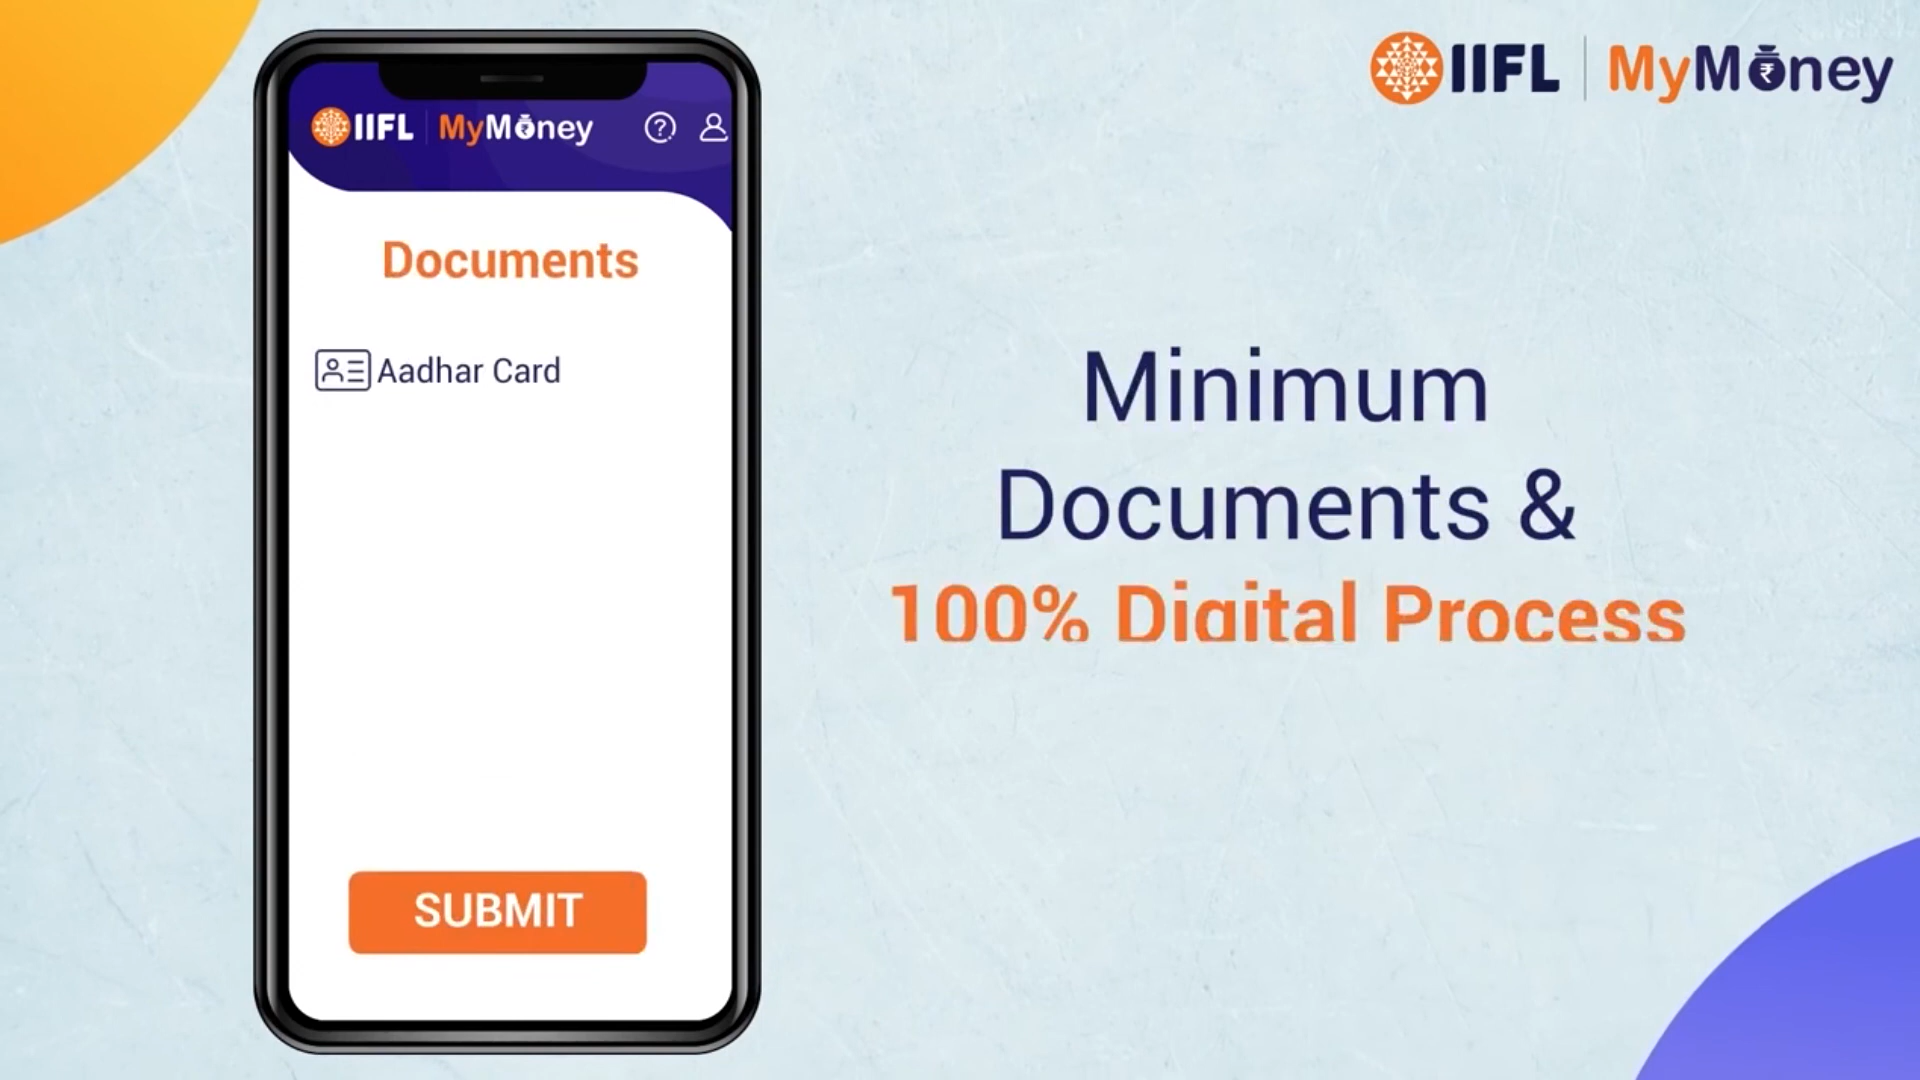 IIFL MyMoney
IIFL MyMoney
Documents
Aadhar Card
SUBMIT
Minimum
Documents &
100% Digital Process